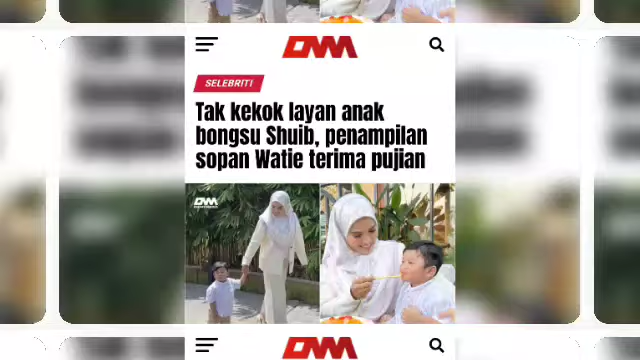 DM
SELEBRITI
Tak kekok layan anak
bongsu Shuib, penampilan
sopan Watie terima pujian
DM
DM